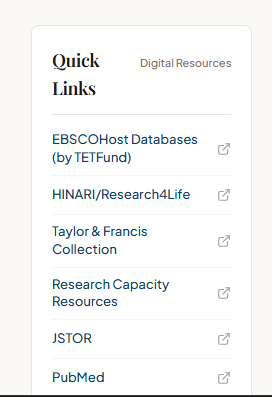 Quick
Links
Digital Resources
EBSCOHost Databases
(by TETFund)
HINARI/Research4Life
Taylor & Francis
Collection
Research Capacity
Resources
JSTOR
PubMed